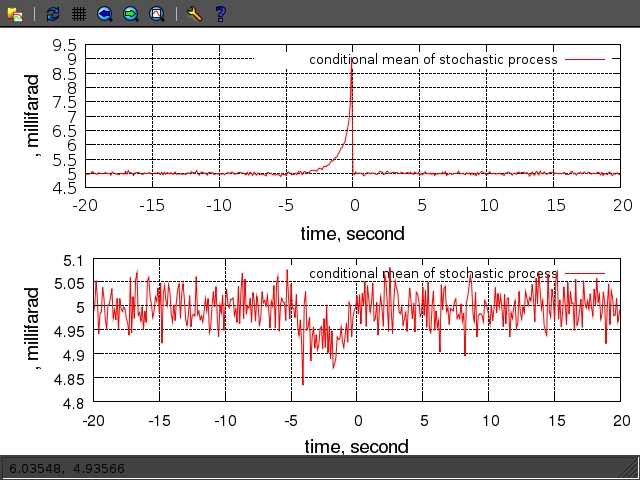 9.5
9
8.5
8
7.5
7
6.5
6
5.5
5
4.5
, millifarad
conditional mean of stochastic process
-20 -15 -10 -5 0 5 10 15 20
time, second
5.1
5.05
5
4.95
4.9
4.85
4.8
, millifarad
conditional mean of stochastic process
-20 -15 -10 -5 0 5 10 15 20
time, second
6.03548, 4.93566